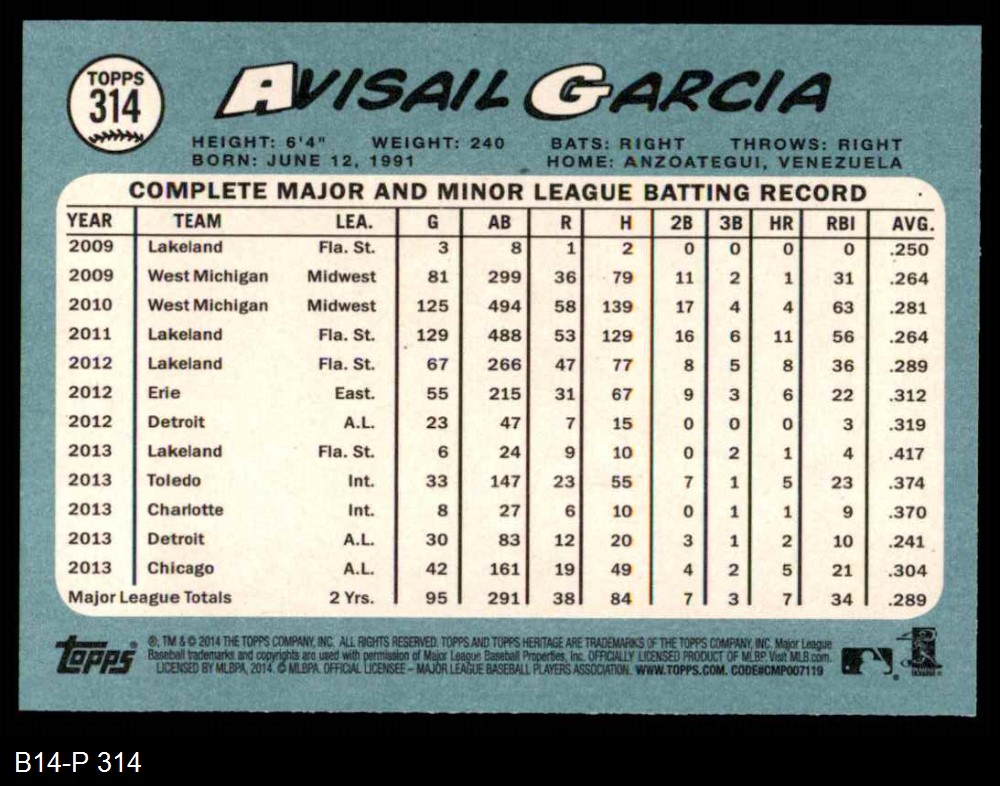 TOPPS
314
AVISAIL GARCIA
HEIGHT: 6'4" WEIGHT: 240 BATS: RIGHT THROWS: RIGHT
BORN: JUNE 12, 1991 HOME: ANZOATEGUI, VENEZUELA
COMPLETE MAJOR AND MINOR LEAGUE BATTING RECORD
YEAR TEAM LEA. G AB R H 2B 3B HR RBI AVG.
2009 Lakeland Fla. St. 3 8 1 2 0 0 0 0 .250
2009 West Michigan Midwest 81 299 36 79 11 2 1 31 .264
2010 West Michigan Midwest 125 494 58 139 17 4 4 63 .281
2011 Lakeland Fla. St. 129 488 53 129 16 6 11 56 .264
2012 Lakeland Fla. St. 67 266 47 77 8 5 8 36 .289
2012 Erie East. 55 215 31 67 9 3 6 22 .312
2012 Detroit A.L. 23 47 7 15 0 0 0 3 .319
2013 Lakeland Fla. St. 6 24 9 10 0 2 1 4 .417
2013 Toledo Int. 33 147 23 55 7 1 5 23 .374
2013 Charlotte Int. 8 27 6 10 0 1 1 9 .370
2013 Detroit A.L. 30 83 12 20 3 1 2 10 .241
2013 Chicago A.L. 42 161 19 49 4 2 5 21 .304
Major League Totals 2 Yrs. 95 291 38 84 7 3 7 34 .289
topps
®, TM & © 2014 THE TOPPS COMPANY, INC. ALL RIGHTS RESERVED. TOPPS AND TOPPS HERITAGE ARE TRADEMARKS OF THE TOPPS COMPANY, INC. Major League
Baseball trademarks and copyrights are used with permission of Major League Baseball Properties, Inc. OFFICIALLY LICENSED PRODUCT OF MLBP. Visit MLB.com.
LICENSED BY MLBPA, 2014. © MLBPA. OFFICIAL LICENSEE – MAJOR LEAGUE BASEBALL PLAYERS ASSOCIATION. WWW.TOPPS.COM. CODE#CMP007119
B14-P 314